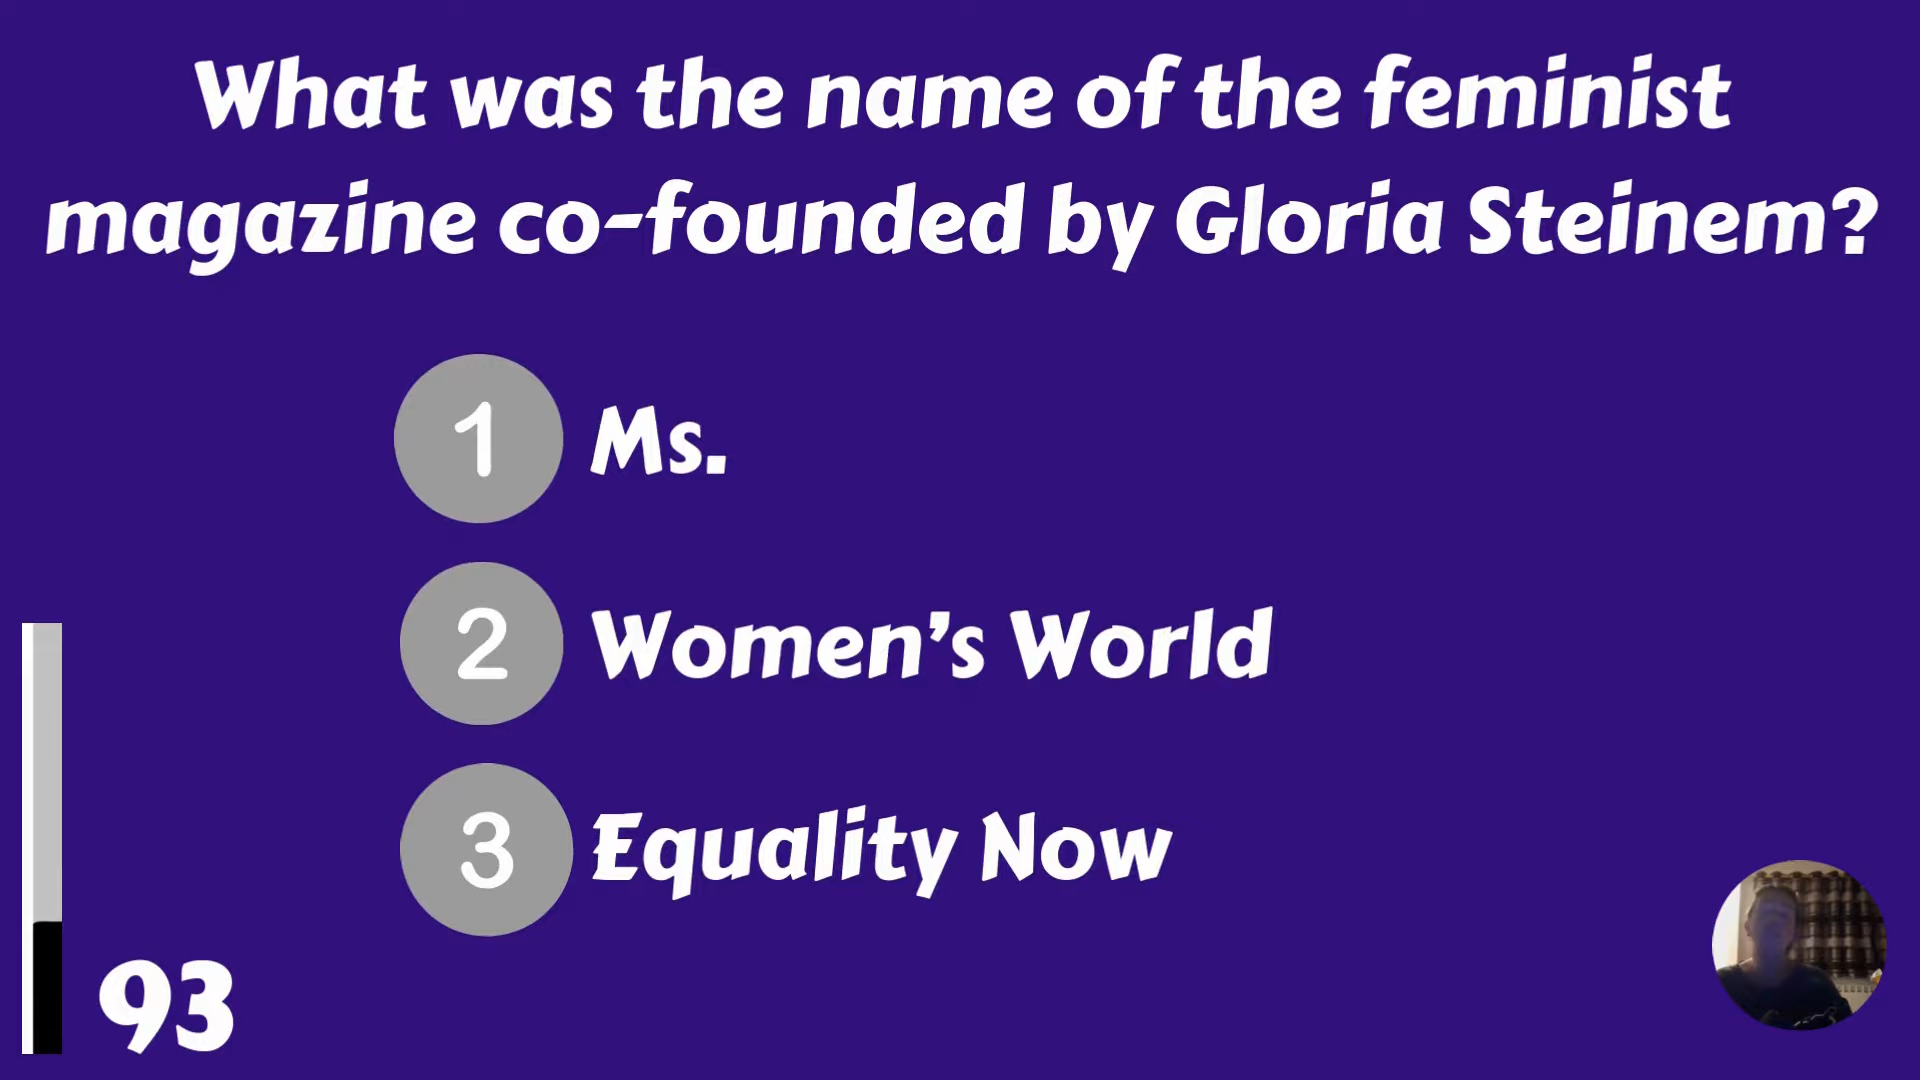 What was the name of the feminist
magazine co-founded by Gloria Steinem?
1 Ms.
2 Women’s World
3 Equality Now
93